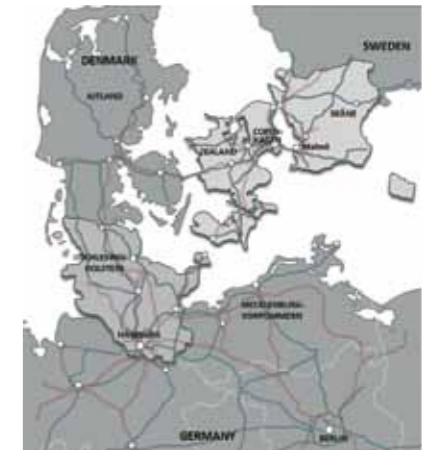 SWEDEN
DENMARK
JUTLAND
SKÅNE
COPEN-
HAGEN
ZEALAND
Malmö
SCHLESWIG-
HOLSTEIN
MECKLENBURG-
VORPOMMERN
HAMBURG
GERMANY
BERLIN